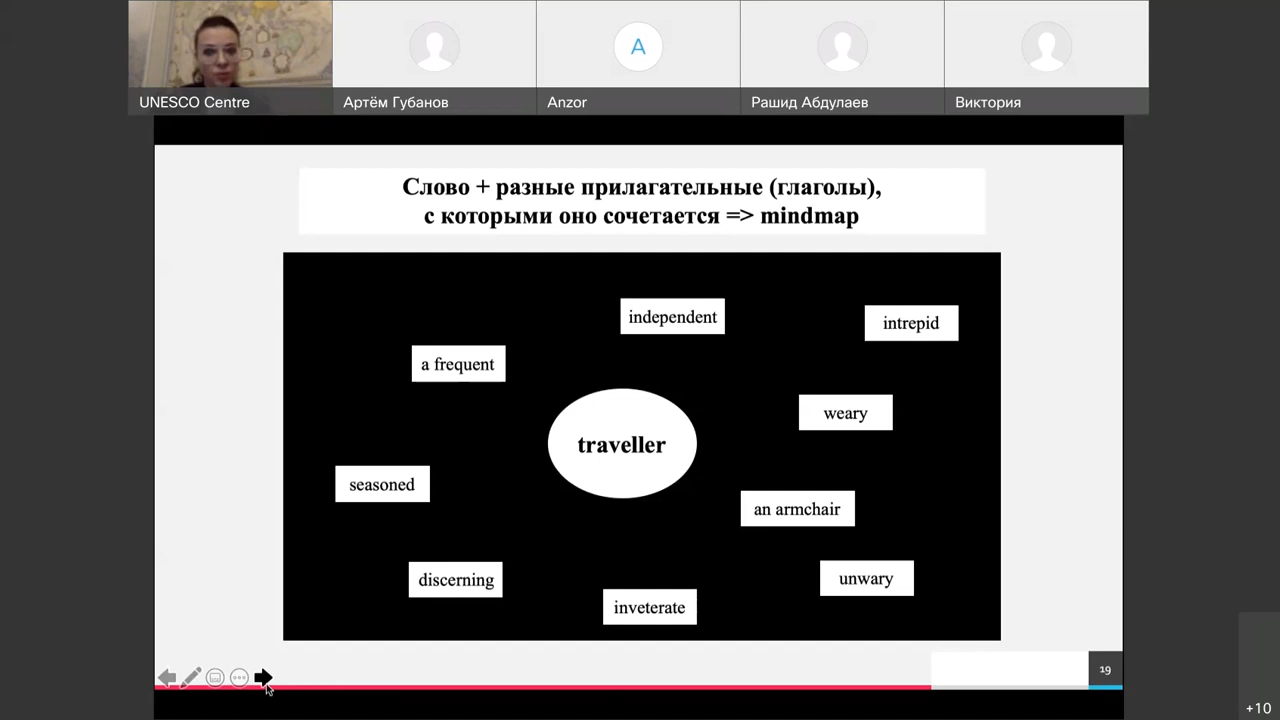 UNESCO Centre
Артём Губанов
A
Anzor
Рашид Абдулаев
Виктория
Слово + разные прилагательные (глаголы),
с которыми оно сочетается => mindmap
independent
intrepid
a frequent
weary
traveller
seasoned
an armchair
discerning
unwary
inveterate
19
+10